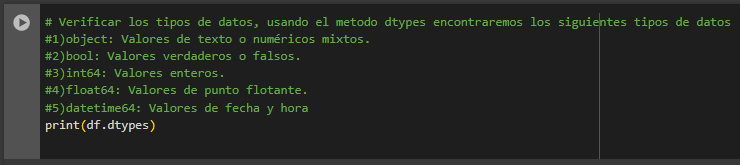 # Verificar los tipos de datos, usando el metodo dtypes encontraremos los siguientes tipos de datos
#1)object: Valores de texto o numéricos mixtos.
#2)bool: Valores verdaderos o falsos.
#3)int64: Valores enteros.
#4)float64: Valores de punto flotante.
#5)datetime64: Valores de fecha y hora
print(df.dtypes)